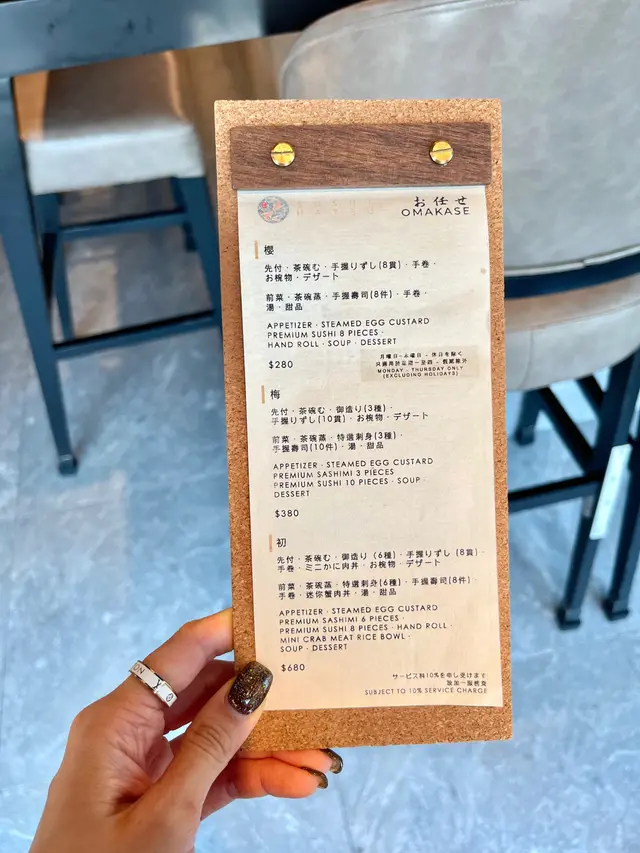 お任せ
OMAKASE
櫻
先付・茶碗む・手握りずし(8貫)・手巻・
お椀物・デザート
前菜・茶碗蒸・手握壽司(8件)・手卷・
湯・甜品
APPETIZER · STEAMED EGG CUSTARD
PREMIUM SUSHI 8 PIECES ·
HAND ROLL · SOUP · DESSERT
$280
月曜日-木曜日 - 休日を除く
只適用於星期一至四 - 假期除外
MONDAY - THURSDAY ONLY
(EXCLUDING HOLIDAYS)
梅
先付・茶碗む・御造り(3種)・
手握りずし(10貫)・お椀物・デザート
前菜・茶碗蒸・特選刺身(3種)・
手握壽司(10件)・湯・甜品
APPETIZER · STEAMED EGG CUSTARD
PREMIUM SASHIMI 3 PIECES
PREMIUM SUSHI 10 PIECES · SOUP ·
DESSERT
$380
初
先付・茶碗む・御造り(6種)・手握りずし(8貫)・
手巻・ミニかに肉丼・お椀物・デザート
前菜・茶碗蒸・特選刺身(6種)・手握壽司(8件)・
手卷・迷你蟹肉丼・湯・甜品
APPETIZER · STEAMED EGG CUSTARD
PREMIUM SASHIMI 6 PIECES ·
PREMIUM SUSHI 8 PIECES · HAND ROLL ·
MINI CRAB MEAT RICE BOWL ·
SOUP · DESSERT
$680
サービス料10%を申し受けます
設加一服務費
SUBJECT TO 10% SERVICE CHARGE